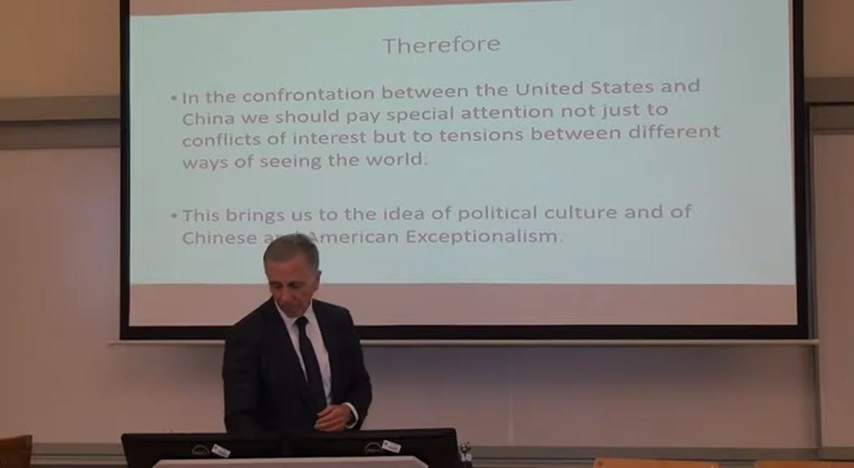 Therefore
• In the confrontation between the United States and
China we should pay special attention not just to
conflicts of interest but to tensions between different
ways of seeing the world.
• This brings us to the idea of political culture and of
Chinese and American Exceptionalism.